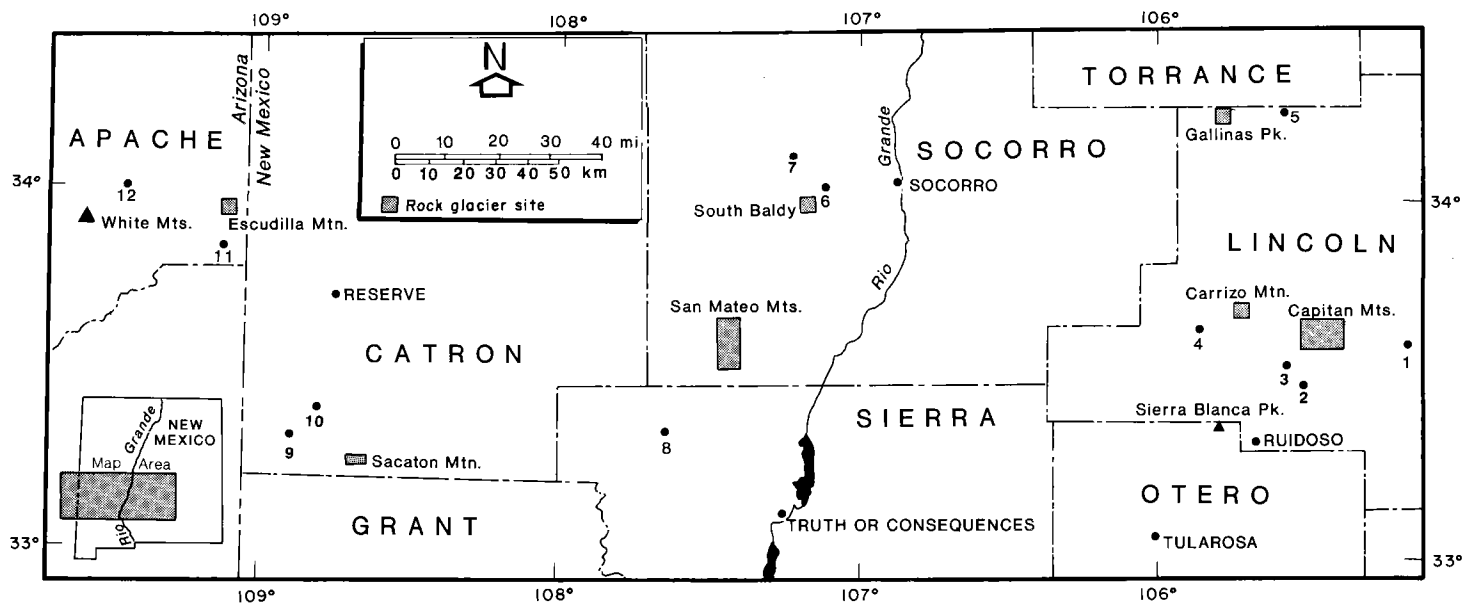 109° 108° 107° 106°
Arizona
New Mexico
N
0 10 20 30 40 mi
0 10 20 30 40 50 km
Rock glacier site
APACHE
12
White Mts.
Escudilla Mtn.
11
34°
RESERVE
CATRON
10
9
Sacaton Mtn.
GRANT
7
6
South Baldy
San Mateo Mts.
Grande
Rio
SOCORRO
SOCORRO
SIERRA
8
TRUTH OR CONSEQUENCES
TORRANCE
Gallinas Pk.
5
34°
LINCOLN
Carrizo Mtn.
Capitan Mts.
4
3
2
1
Sierra Blanca Pk.
RUIDOSO
OTERO
TULAROSA
NEW
MEXICO
Grande
Map Area
Rio
33°
33°
109° 108° 107° 106°